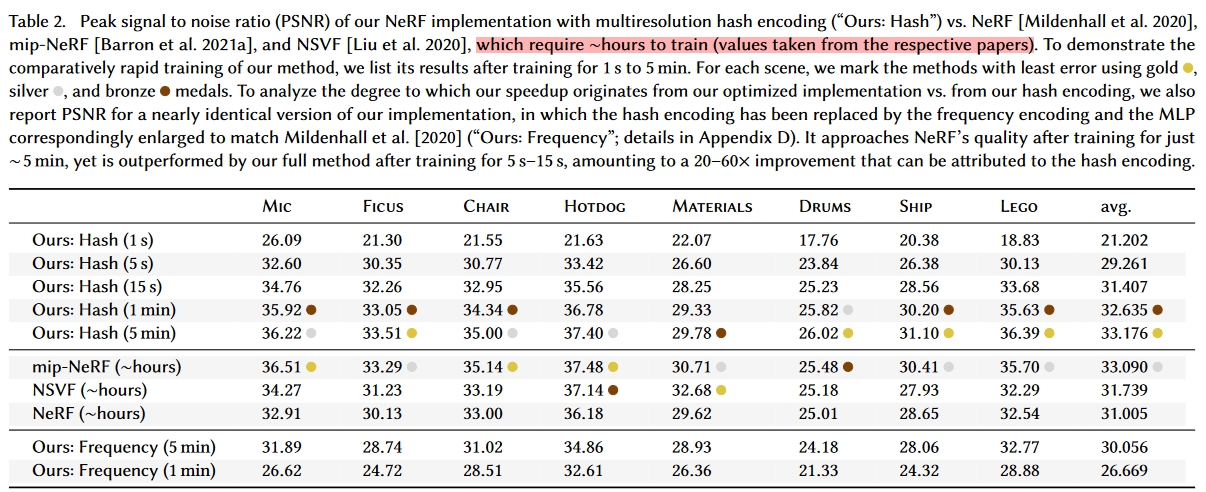 Table 2. Peak signal to noise ratio (PSNR) of our NeRF implementation with multiresolution hash encoding (“Ours: Hash”) vs. NeRF [Mildenhall et al. 2020],
mip-NeRF [Barron et al. 2021a], and NSVF [Liu et al. 2020], which require ~hours to train (values taken from the respective papers). To demonstrate the
comparatively rapid training of our method, we list its results after training for 1 s to 5 min. For each scene, we mark the methods with least error using gold ●,
silver ●, and bronze ● medals. To analyze the degree to which our speedup originates from our optimized implementation vs. from our hash encoding, we also
report PSNR for a nearly identical version of our implementation, in which the hash encoding has been replaced by the frequency encoding and the MLP
correspondingly enlarged to match Mildenhall et al. [2020] (“Ours: Frequency”; details in Appendix D). It approaches NeRF’s quality after training for just
~5 min, yet is outperformed by our full method after training for 5 s–15 s, amounting to a 20–60× improvement that can be attributed to the hash encoding.
Mic Ficus Chair Hotdog Materials Drums Ship Lego avg.
Ours: Hash (1 s) 26.09 21.30 21.55 21.63 22.07 17.76 20.38 18.83 21.202
Ours: Hash (5 s) 32.60 30.35 30.77 33.42 26.60 23.84 26.38 30.13 29.261
Ours: Hash (15 s) 34.76 32.26 32.95 35.56 28.25 25.23 28.56 33.68 31.407
Ours: Hash (1 min) 35.92 ● 33.05 ● 34.34 ● 36.78 29.33 25.82 ● 30.20 ● 35.63 ● 32.635 ●
Ours: Hash (5 min) 36.22 ● 33.51 ● 35.00 ● 37.40 ● 29.78 ● 26.02 ● 31.10 ● 36.39 ● 33.176 ●
mip-NeRF (~hours) 36.51 ● 33.29 ● 35.14 ● 37.48 ● 30.71 ● 25.48 ● 30.41 ● 35.70 ● 33.090 ●
NSVF (~hours) 34.27 31.23 33.19 37.14 ● 32.68 ● 25.18 27.93 32.29 31.739
NeRF (~hours) 32.91 30.13 33.00 36.18 29.62 25.01 28.65 32.54 31.005
Ours: Frequency (5 min) 31.89 28.74 31.02 34.86 28.93 24.18 28.06 32.77 30.056
Ours: Frequency (1 min) 26.62 24.72 28.51 32.61 26.36 21.33 24.32 28.88 26.669